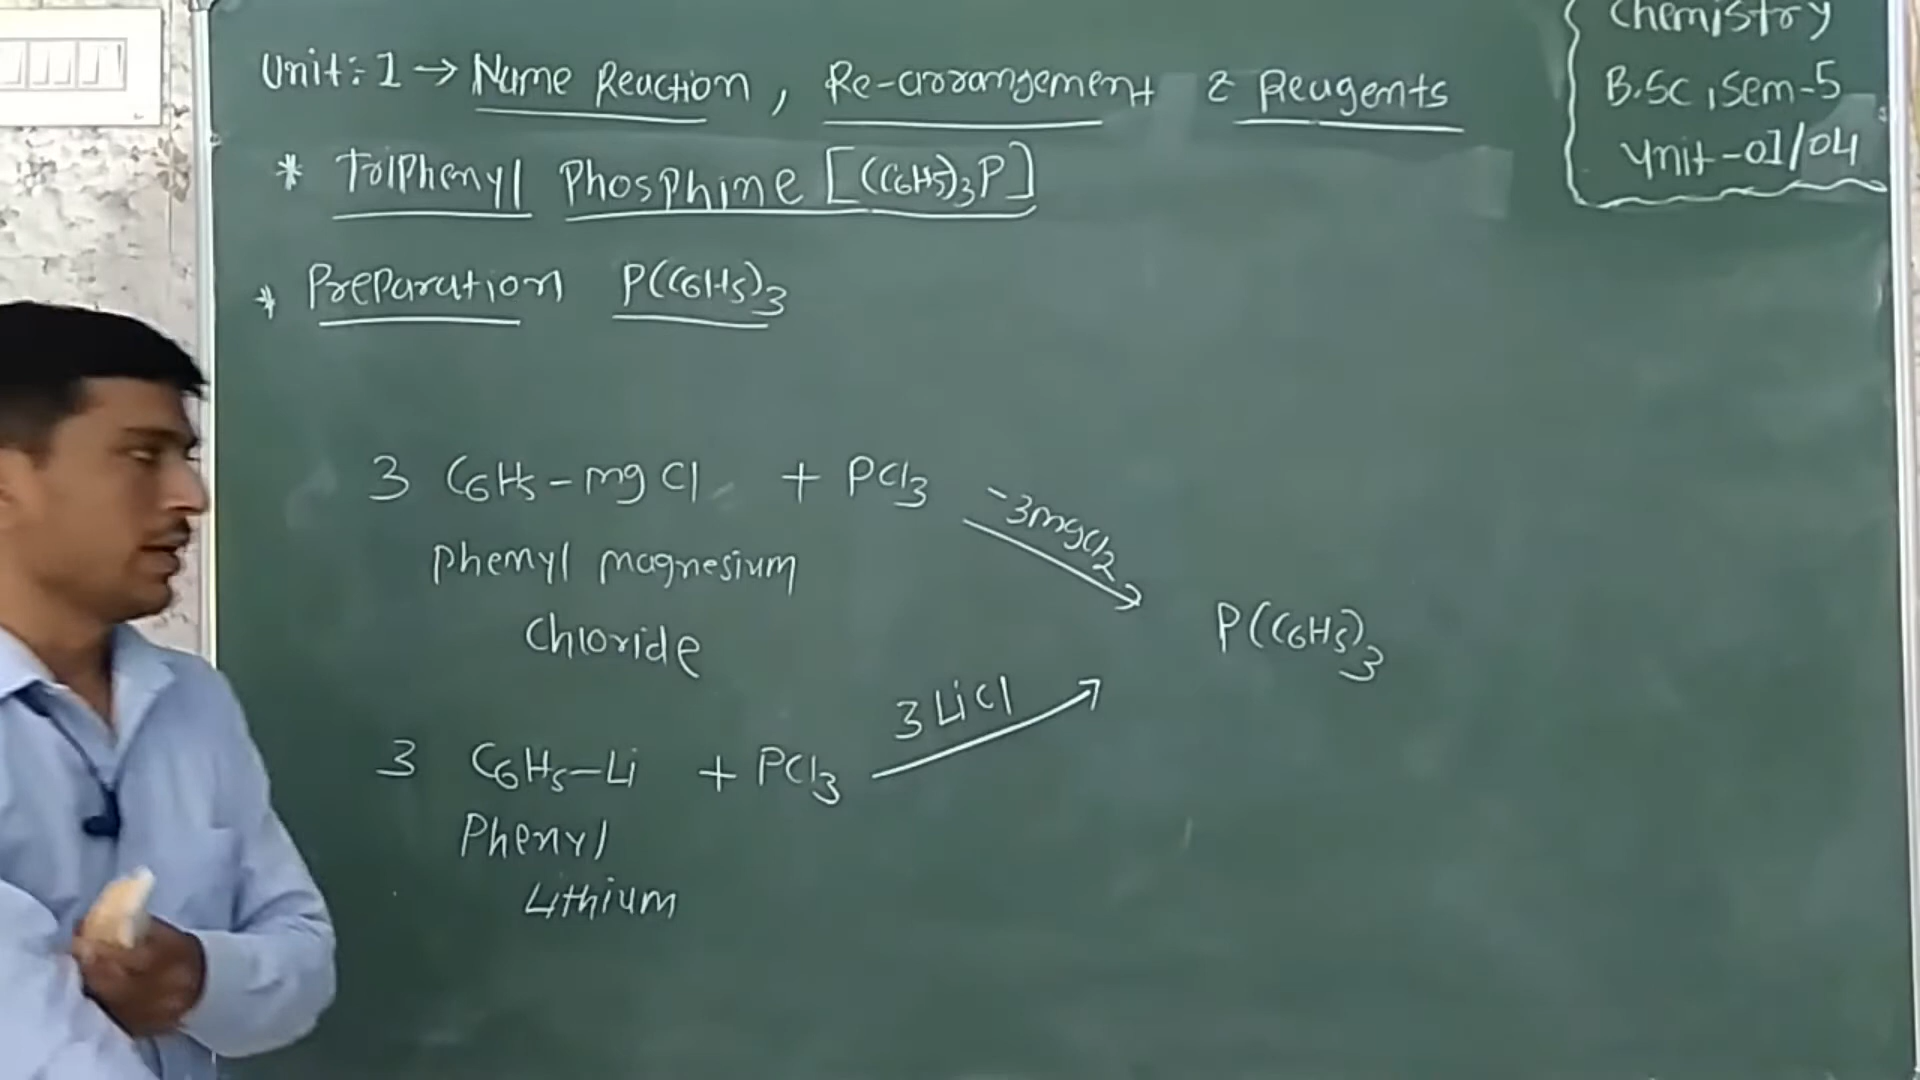 Unit:1 → Name Reaction, Re-arrangement & Reagents
Chemistry
B.Sc, Sem-5
Unit-01/04
* Triphenyl Phosphine [(C6H5)3P]
* Preparation P(C6H5)3
3 C6H5-mgCl + PCl3
-3mgCl2
phenyl magnesium
Chloride
P(C6H5)3
3LiCl
3 C6H5-Li + PCl3
Phenyl
Lithium